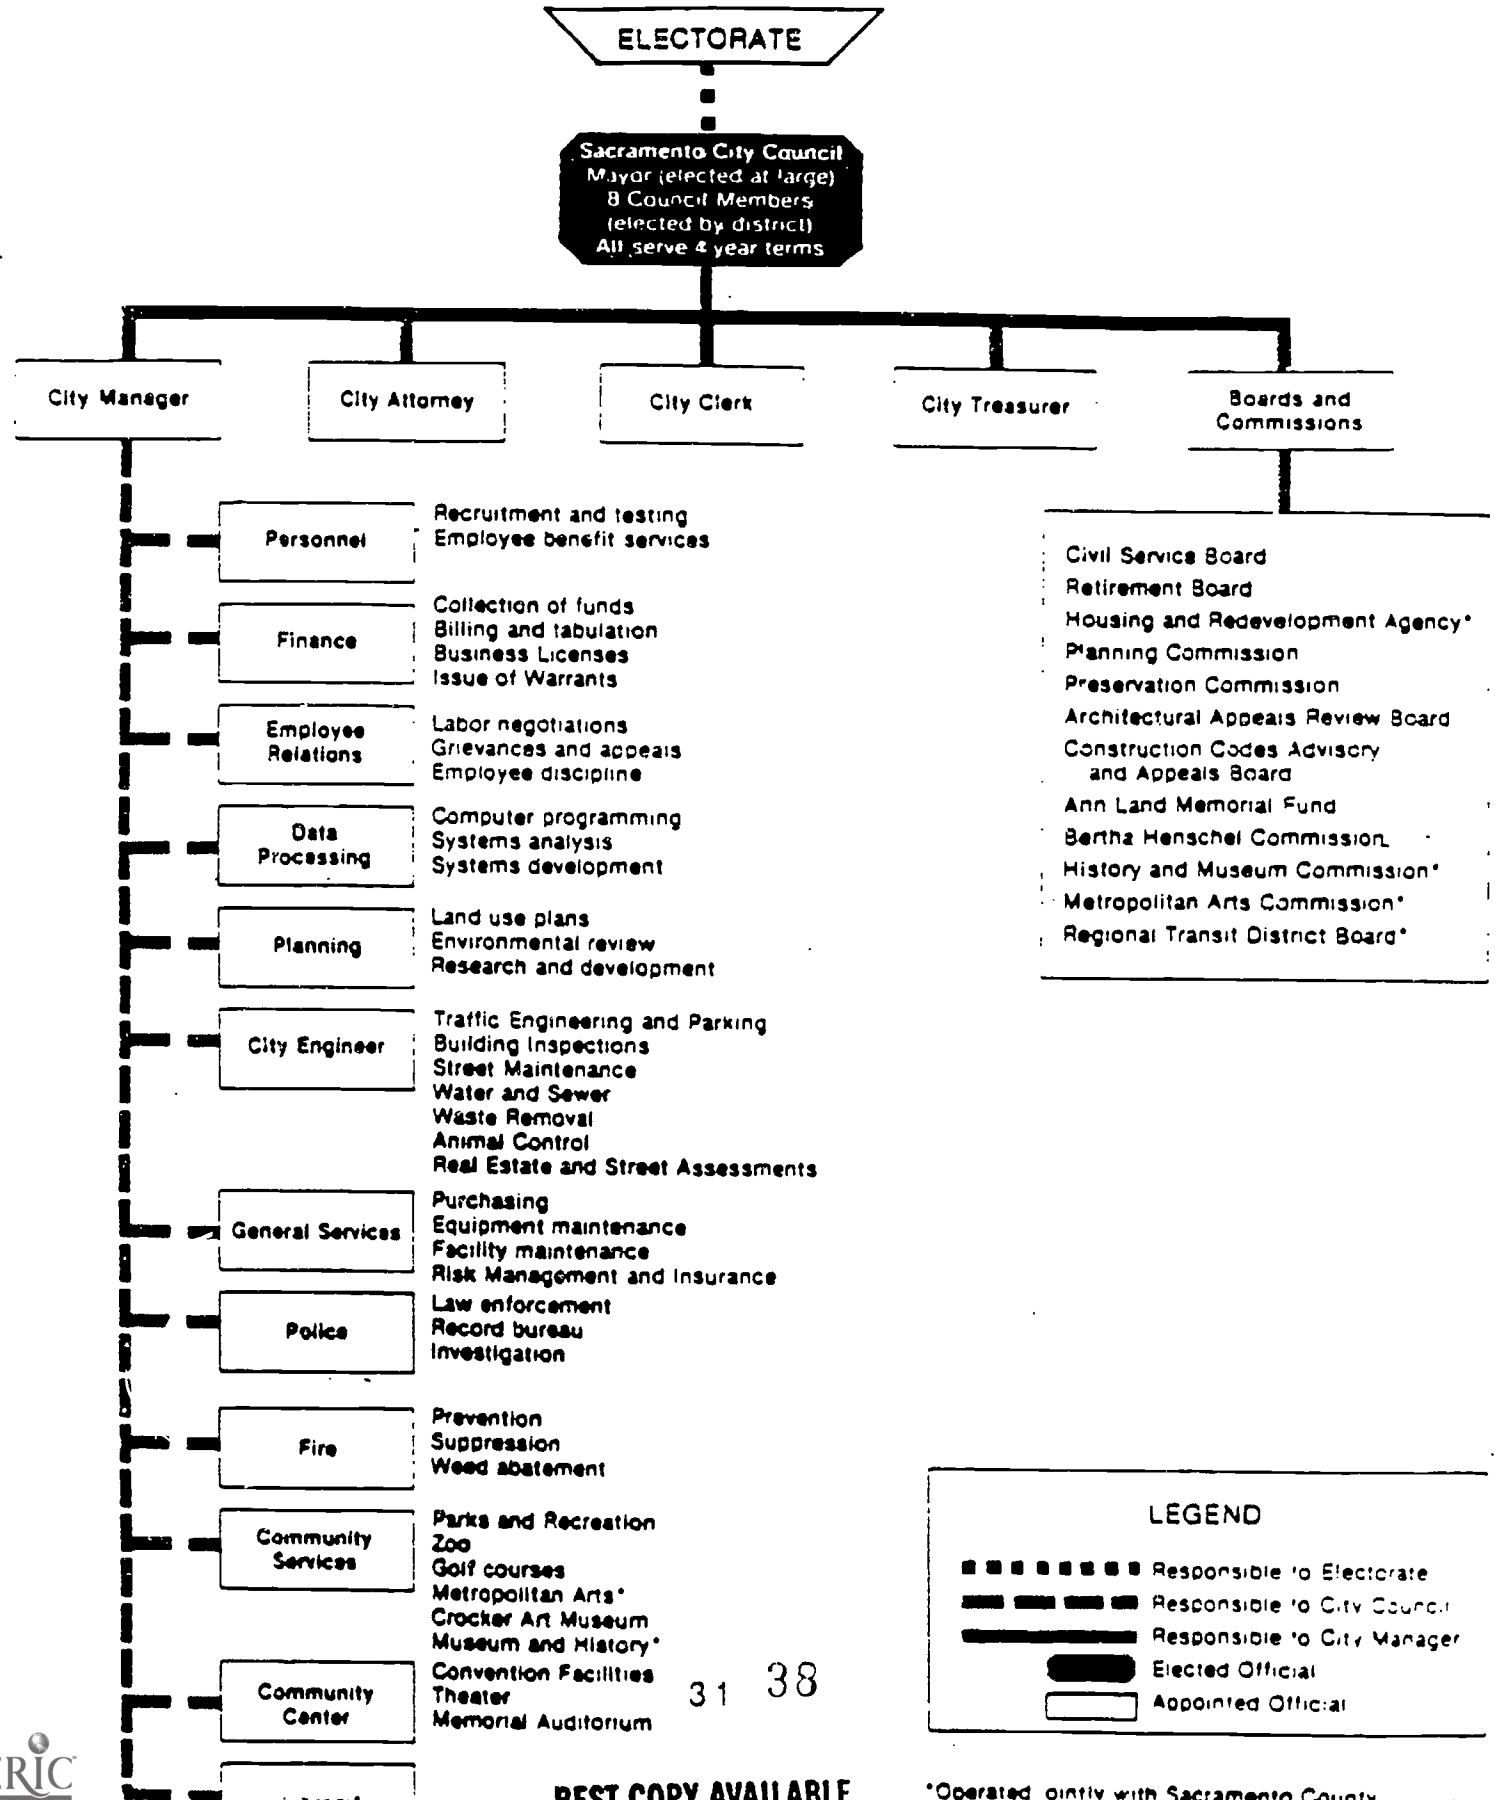 ELECTORATE
Sacramento City Council
Mayor (elected at large)
8 Council Members
(elected by district)
All serve 4 year terms
City Manager
City Attorney
City Clerk
City Treasurer
Boards and
Commissions
Personnel
Recruitment and testing
Employee benefit services
Finance
Collection of funds
Billing and tabulation
Business Licenses
Issue of Warrants
Employee
Relations
Labor negotiations
Grievances and appeals
Employee discipline
Data
Processing
Computer programming
Systems analysis
Systems development
Planning
Land use plans
Environmental review
Research and development
City Engineer
Traffic Engineering and Parking
Building Inspections
Street Maintenance
Water and Sewer
Waste Removal
Animal Control
Real Estate and Street Assessments
General Services
Purchasing
Equipment maintenance
Facility maintenance
Risk Management and Insurance
Police
Law enforcement
Record bureau
Investigation
Fire
Prevention
Suppression
Weed abatement
Community
Services
Parks and Recreation
Zoo
Golf courses
Metropolitan Arts*
Crocker Art Museum
Museum and History*
Community
Center
Convention Facilities
Theater
Memorial Auditorium
Civil Service Board
Retirement Board
Housing and Redevelopment Agency*
Planning Commission
Preservation Commission
Architectural Appeals Review Board
Construction Codes Advisory
and Appeals Board
Ann Land Memorial Fund
Bertha Henschel Commission
History and Museum Commission*
Metropolitan Arts Commission*
Regional Transit District Board*
LEGEND
Responsible to Electorate
Responsible to City Council
Responsible to City Manager
Elected Official
Appointed Official
31 38
ERIC
BEST COPY AVAILABLE
*Operated jointly with Sacramento County